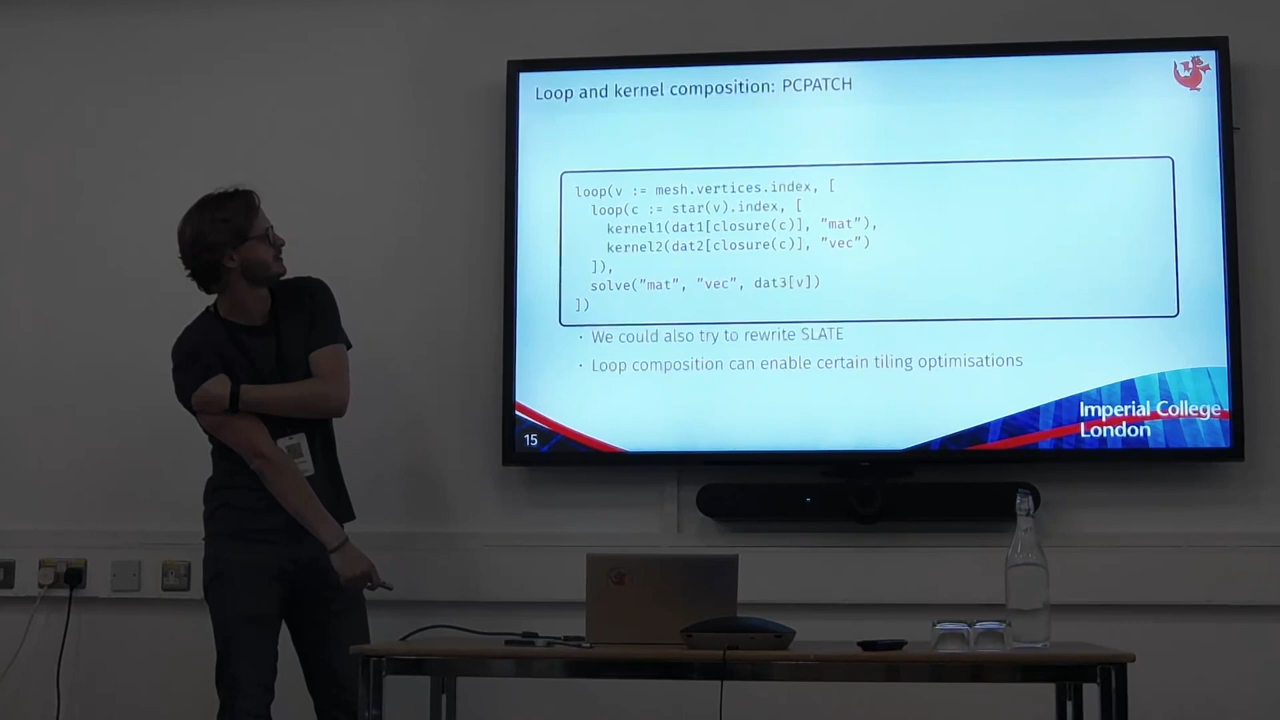 Loop and kernel composition: PCPATCH
loop(v := mesh.vertices.index, [
  loop(c := star(v).index, [
    kernel1(dat1[closure(c)], "mat"),
    kernel2(dat2[closure(c)], "vec")
  ]),
  solve("mat", "vec", dat3[v])
])
· We could also try to rewrite SLATE
· Loop composition can enable certain tiling optimisations
15
Imperial College
London